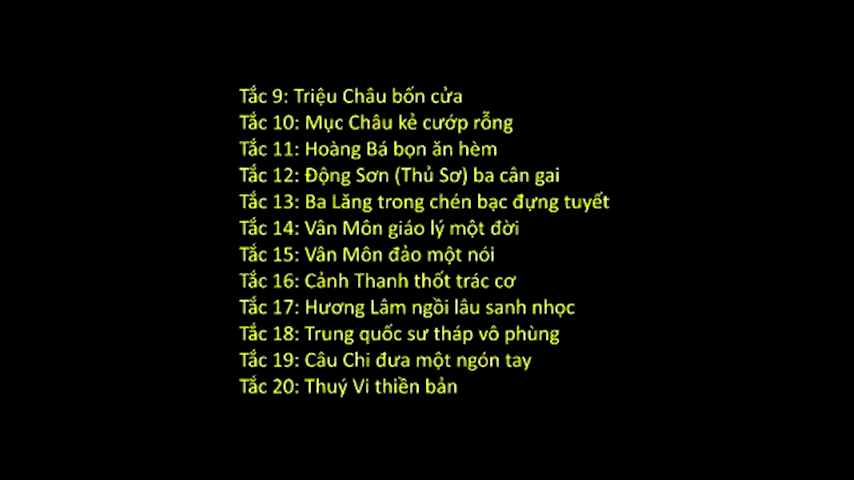 Tắc 9: Triệu Châu bốn cửa
Tắc 10: Mục Châu kẻ cướp rỗng
Tắc 11: Hoàng Bá bọn ăn hèm
Tắc 12: Động Sơn (Thủ Sơ) ba cân gai
Tắc 13: Ba Lăng trong chén bạc đựng tuyết
Tắc 14: Vân Môn giáo lý một đời
Tắc 15: Vân Môn đảo một nói
Tắc 16: Cảnh Thanh thốt trác cơ
Tắc 17: Hương Lâm ngồi lâu sanh nhọc
Tắc 18: Trung quốc sư tháp vô phùng
Tắc 19: Câu Chi đưa một ngón tay
Tắc 20: Thuý Vi thiền bản